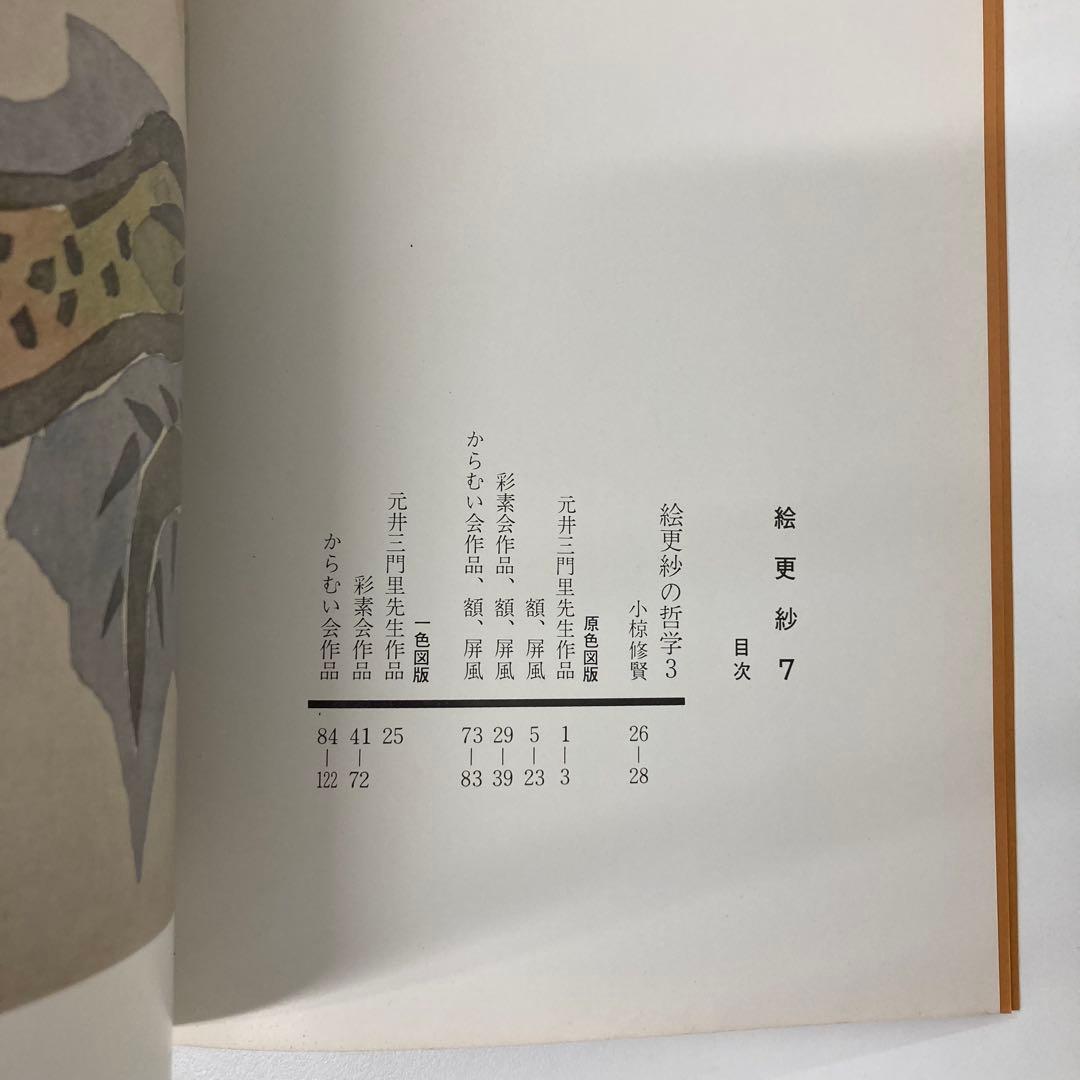 絵更紗7
目次
絵更紗の哲学3
小椋修賢 26―28
原色図版
元井三門里先生作品 1―3
額、屏風 5―23
彩素会作品、額、屏風 29―39
からむい会作品、額、屏風 73―83
一色図版
元井三門里先生作品 25
彩素会作品 41―72
からむい会作品 84―122